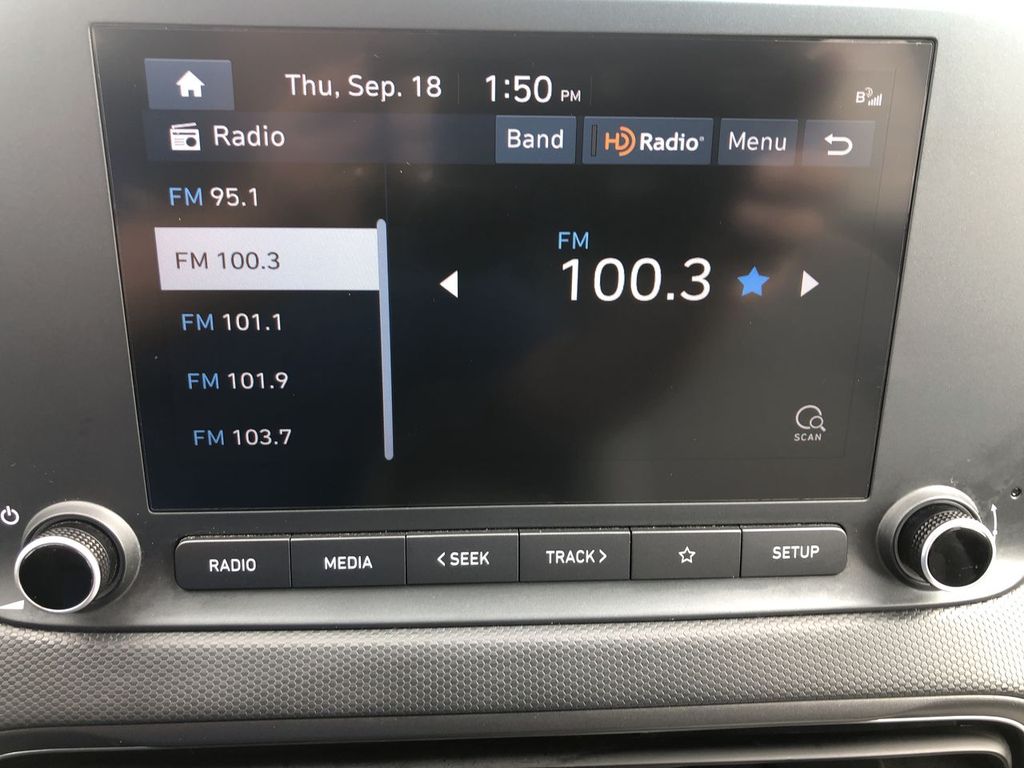 Thu, Sep. 18 1:50 PM B
Radio Band HD Radio® Menu
FM 95.1
FM 100.3
FM 101.1
FM 101.9
FM 103.7
FM
100.3
SCAN
RADIO MEDIA < SEEK TRACK > SETUP